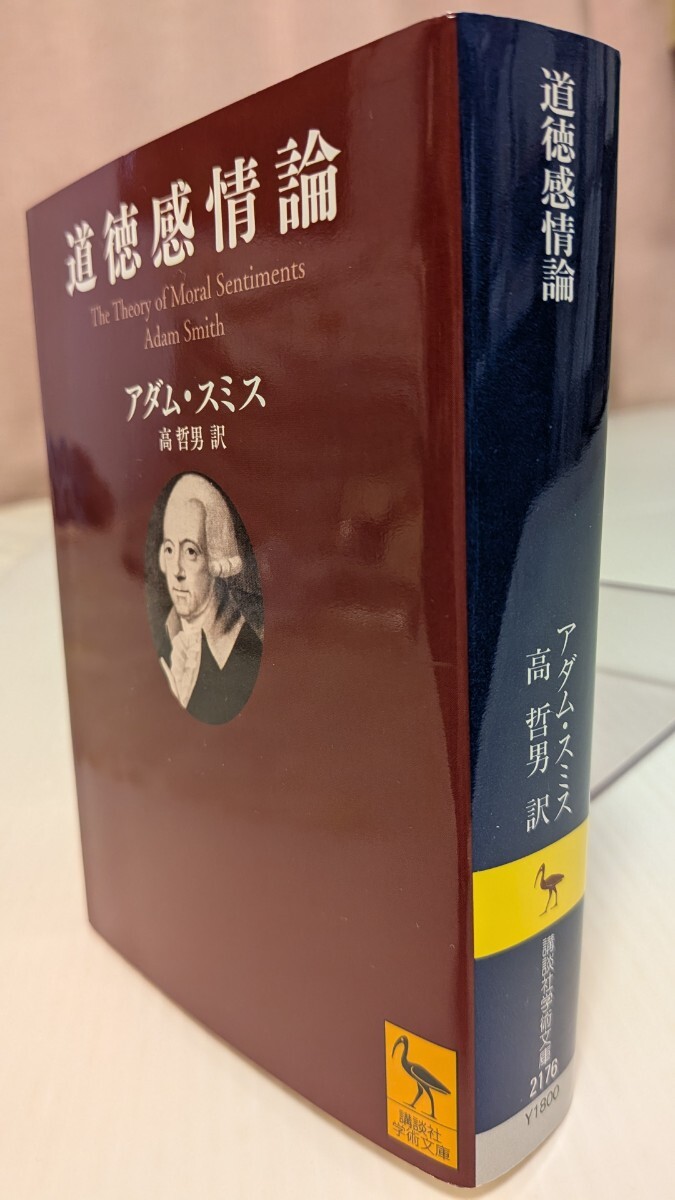 道徳感情論
The Theory of Moral Sentiments
Adam Smith
アダム・スミス
高 哲男 訳
講談社
学術文庫
道徳感情論
アダム・スミス
高 哲男 訳
講談社学術文庫
2176
Y1800